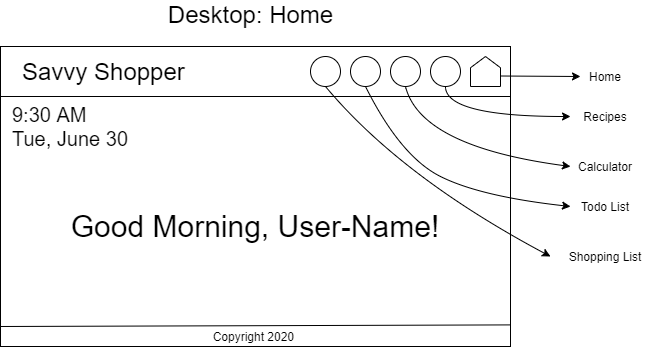 Desktop: Home
Savvy Shopper
Home
Recipes
Calculator
Todo List
Shopping List
9:30 AM
Tue, June 30
Good Morning, User-Name!
Copyright 2020